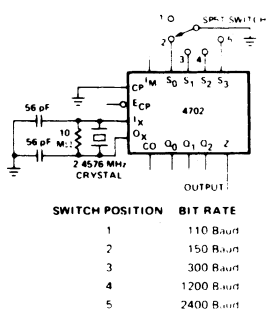 1 SP5T SWITCH
2 3 4 5
IM S0 S1 S2 S3
CP
ECP
56 pF
IX 4702
10 MΩ
56 pF
OX
2 4576 MHz
CRYSTAL
CO Q0 Q1 Q2 Z
OUTPUT
SWITCH POSITION BIT RATE
1 110 Baud
2 150 Baud
3 300 Baud
4 1200 Baud
5 2400 Baud